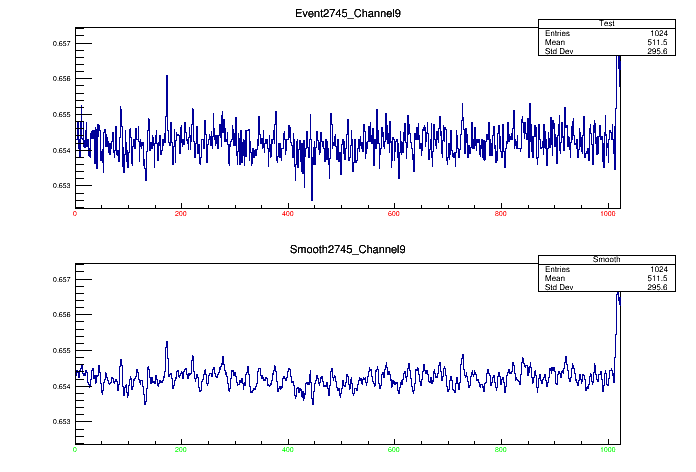 Event2745_Channel9
Test
Entries 1024
Mean 511.5
Std Dev 295.6
0.657
0.656
0.655
0.654
0.653
0 200 400 600 800 1000
Smooth2745_Channel9
Smooth
Entries 1024
Mean 511.5
Std Dev 295.6
0.657
0.656
0.655
0.654
0.653
0 200 400 600 800 1000